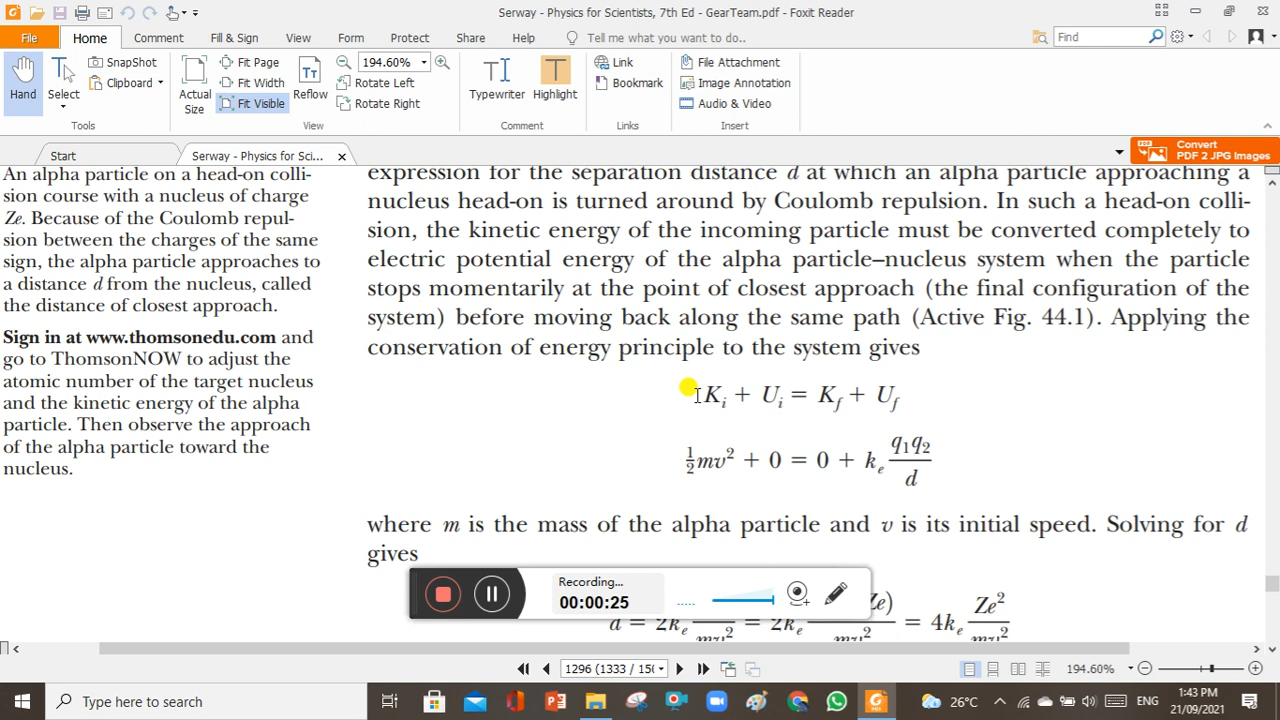 Serway - Physics for Scientists, 7th Ed - GearTeam.pdf - Foxit Reader
File Home Comment Fill & Sign View Form Protect Share Help Tell me what you want to do.. Find
Hand Select SnapShot Clipboard
Tools
Actual Size Fit Page Fit Width Fit Visible Reflow 194.60% Rotate Left Rotate Right
View
Typewriter Highlight
Comment
Link Bookmark
Links
File Attachment Image Annotation Audio & Video
Insert
Start Serway - Physics for Sci... Convert PDF 2 JPG Images
An alpha particle on a head-on colli-
sion course with a nucleus of charge
Ze. Because of the Coulomb repul-
sion between the charges of the same
sign, the alpha particle approaches to
a distance d from the nucleus, called
the distance of closest approach.
Sign in at www.thomsonedu.com and
go to ThomsonNOW to adjust the
atomic number of the target nucleus
and the kinetic energy of the alpha
particle. Then observe the approach
of the alpha particle toward the
nucleus.
expression for the separation distance d at which an alpha particle approaching a
nucleus head-on is turned around by Coulomb repulsion. In such a head-on colli-
sion, the kinetic energy of the incoming particle must be converted completely to
electric potential energy of the alpha particle–nucleus system when the particle
stops momentarily at the point of closest approach (the final configuration of the
system) before moving back along the same path (Active Fig. 44.1). Applying the
conservation of energy principle to the system gives
K_i + U_i = K_f + U_f
½mv² + 0 = 0 + k_e q₁q₂/d
where m is the mass of the alpha particle and v is its initial speed. Solving for d
gives
Recording...
00:00:25
d = 2k_e /mv² = 2k_e Ze)/mv² = 4k_e Ze²/mv²
1296 (1333 / 150 194.60%
Type here to search 26°C ENG 1:43 PM
21/09/2021